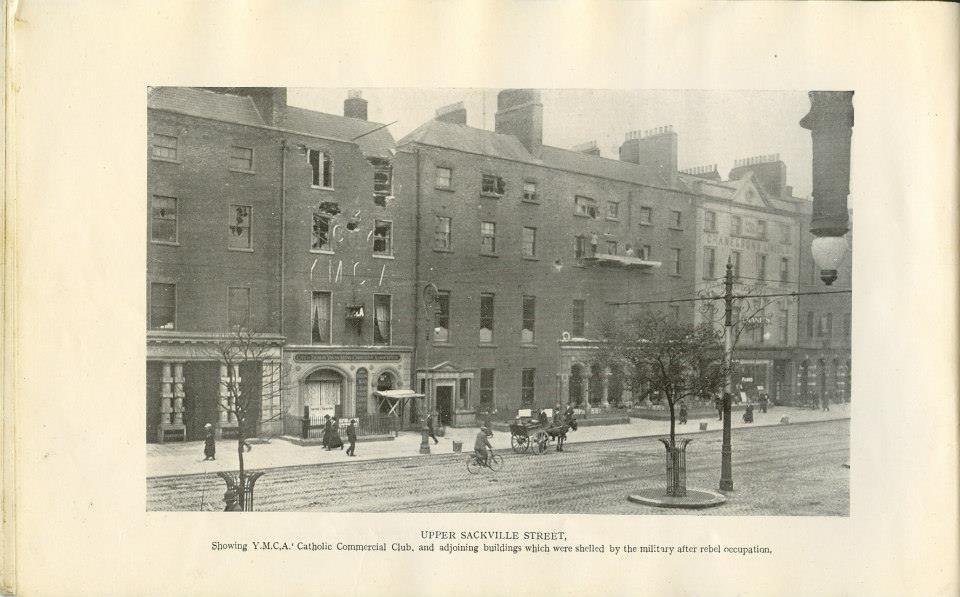 Y M C A
UPPER SACKVILLE STREET,
Showing Y.M.C,A.' Catholic Commercial Club, and adjoining buildings which were shelled by the military after rebel occupation.